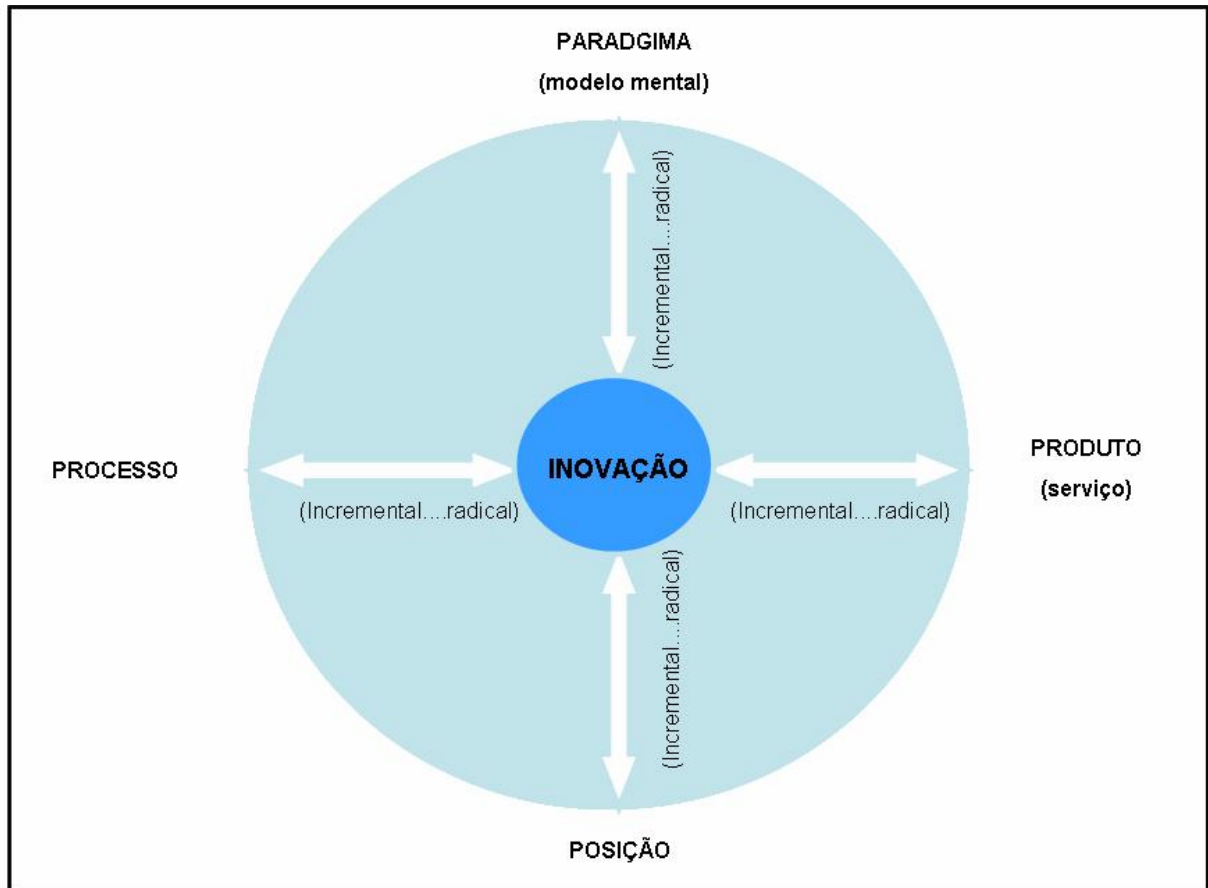 PARADGIMA
(modelo mental)
(Incremental....radical)
PROCESSO
INOVAÇÃO
PRODUTO
(serviço)
(Incremental....radical)
(Incremental....radical)
(Incremental....radical)
POSIÇÃO